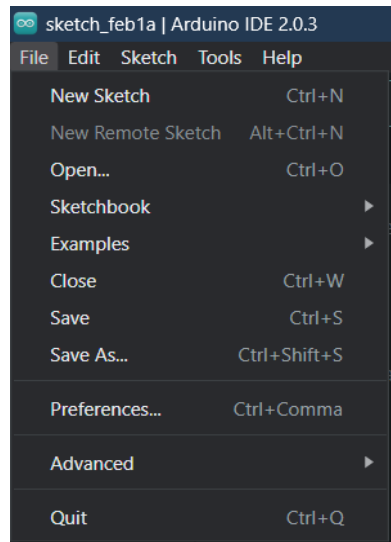 sketch_feb1a | Arduino IDE 2.0.3
File Edit Sketch Tools Help
New Sketch Ctrl+N
New Remote Sketch Alt+Ctrl+N
Open... Ctrl+O
Sketchbook
Examples
Close Ctrl+W
Save Ctrl+S
Save As... Ctrl+Shift+S
Preferences... Ctrl+Comma
Advanced
Quit Ctrl+Q